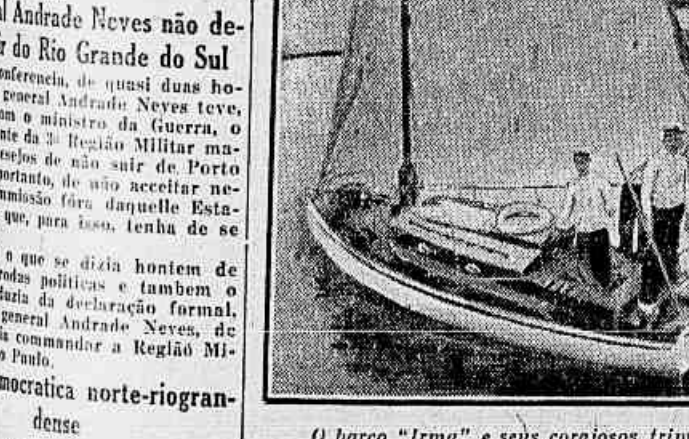 l Andrade Neves não de-
r do Rio Grande do Sul
onferencia, de quasi duas ho-
general Andrade Neves teve,
om o ministro da Guerra, o
nte da 3ª Região Militar ma-
esejos de não sair de Porto
portanto, de não acceitar ne-
mmissão fóra daquelle Esta-
que, para isso, tenha de se
o que se dizia hontem de
rodas politicas e tambem o
duzia da declaração formal,
general Andrade Neves, de
commandar a Região Mi-
o Paulo.
mocratica norte-riogran-
dense
O barco "Irma" e seus corajosos trip